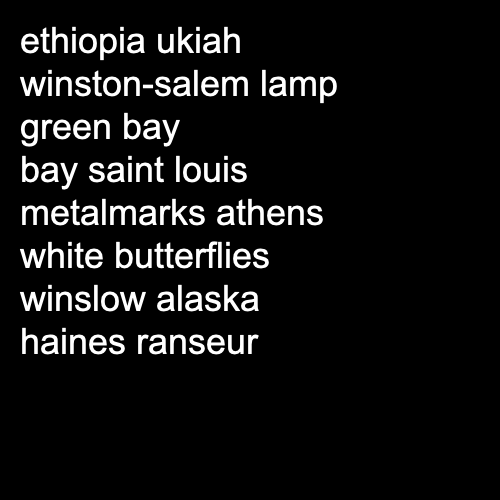 ethiopia ukiah
winston-salem lamp
green bay
bay saint louis
metalmarks athens
white butterflies
winslow alaska
haines ranseur